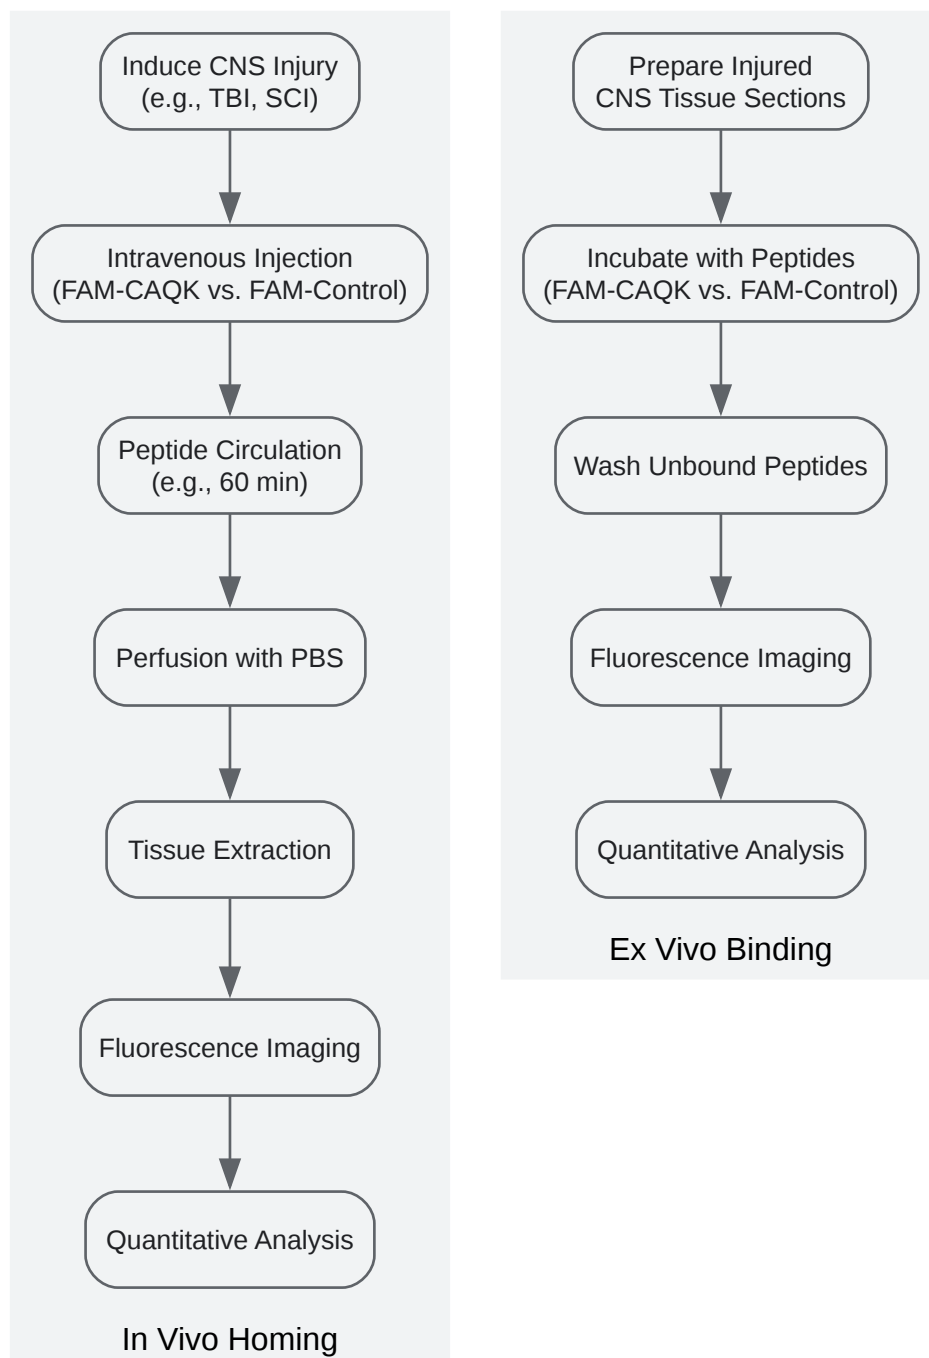 Induce CNS Injury
(e.g., TBI, SCI)
Intravenous Injection
(FAM-CAQK vs. FAM-Control)
Peptide Circulation
(e.g., 60 min)
Perfusion with PBS
Tissue Extraction
Fluorescence Imaging
Quantitative Analysis
In Vivo Homing
Prepare Injured
CNS Tissue Sections
Incubate with Peptides
(FAM-CAQK vs. FAM-Control)
Wash Unbound Peptides
Fluorescence Imaging
Quantitative Analysis
Ex Vivo Binding